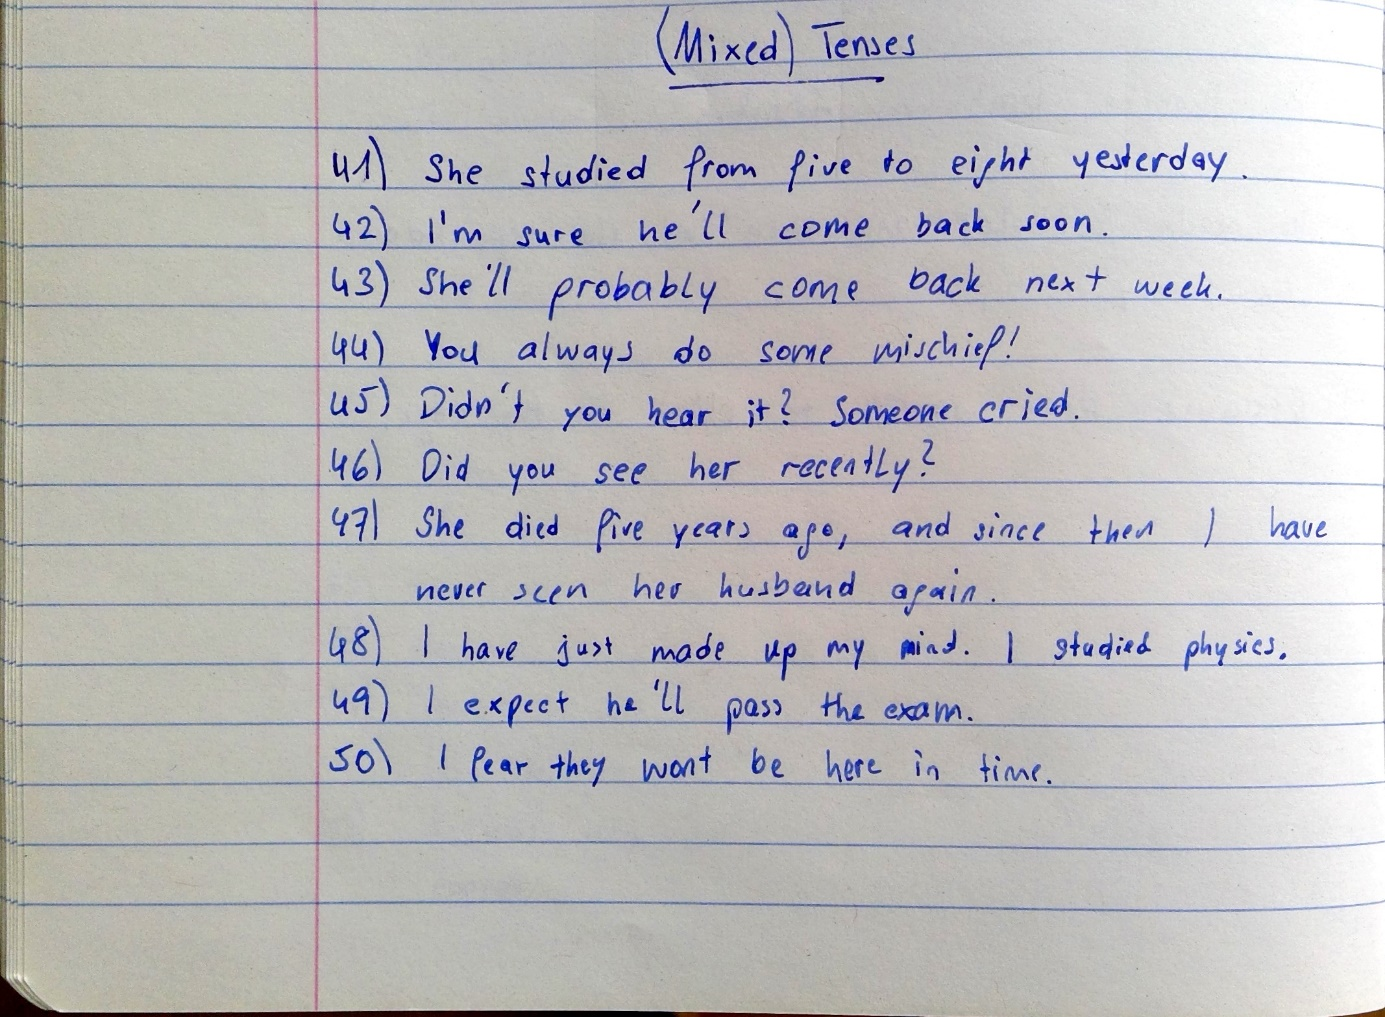 (Mixed) Tenses
41) She studied from five to eight yesterday.
42) I'm sure he'll come back soon.
43) She'll probably come back next week.
44) You always do some mischief!
45) Didn't you hear it? Someone cried.
46) Did you see her recently?
47) She died five years ago, and since then I have
never seen her husband again.
48) I have just made up my mind. I studied physics.
49) I expect he'll pass the exam.
50) I fear they wont be here in time.